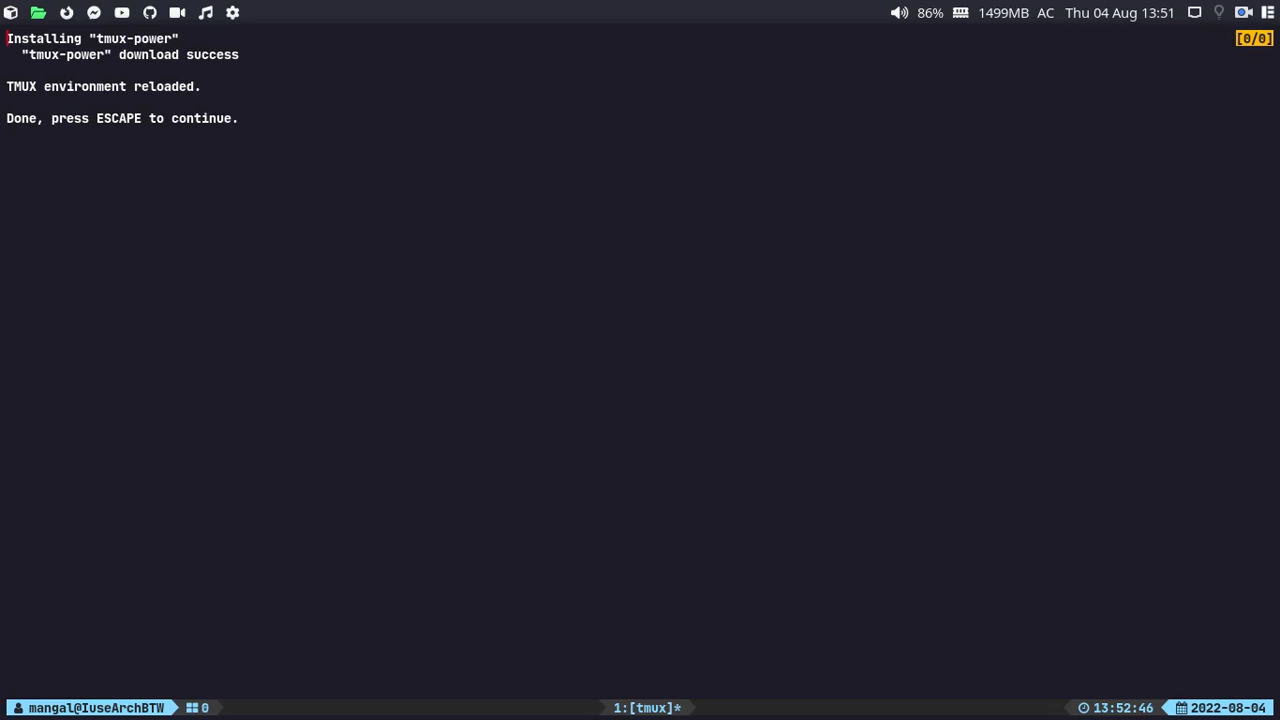 86% 1499MB AC Thu 04 Aug 13:51
Installing "tmux-power" [0/0]
"tmux-power" download success
TMUX environment reloaded.
Done, press ESCAPE to continue.
mangal@IuseArchBTW 0 1:[tmux]* 13:52:46 2022-08-04